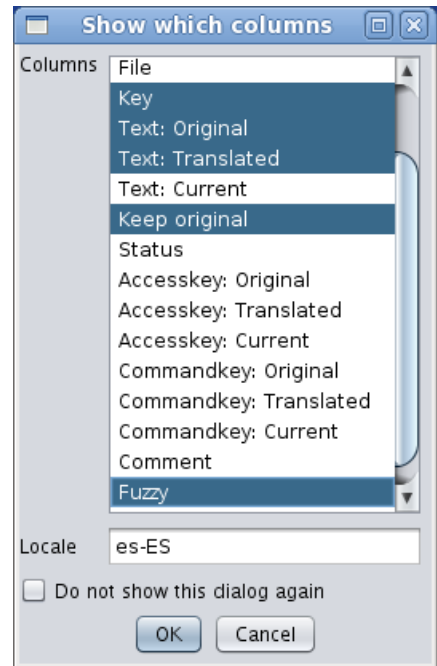 Show which columns
Columns
File
Key
Text: Original
Text: Translated
Text: Current
Keep original
Status
Accesskey: Original
Accesskey: Translated
Accesskey: Current
Commandkey: Original
Commandkey: Translated
Commandkey: Current
Comment
Fuzzy
Locale es-ES
Do not show this dialog again
OK Cancel